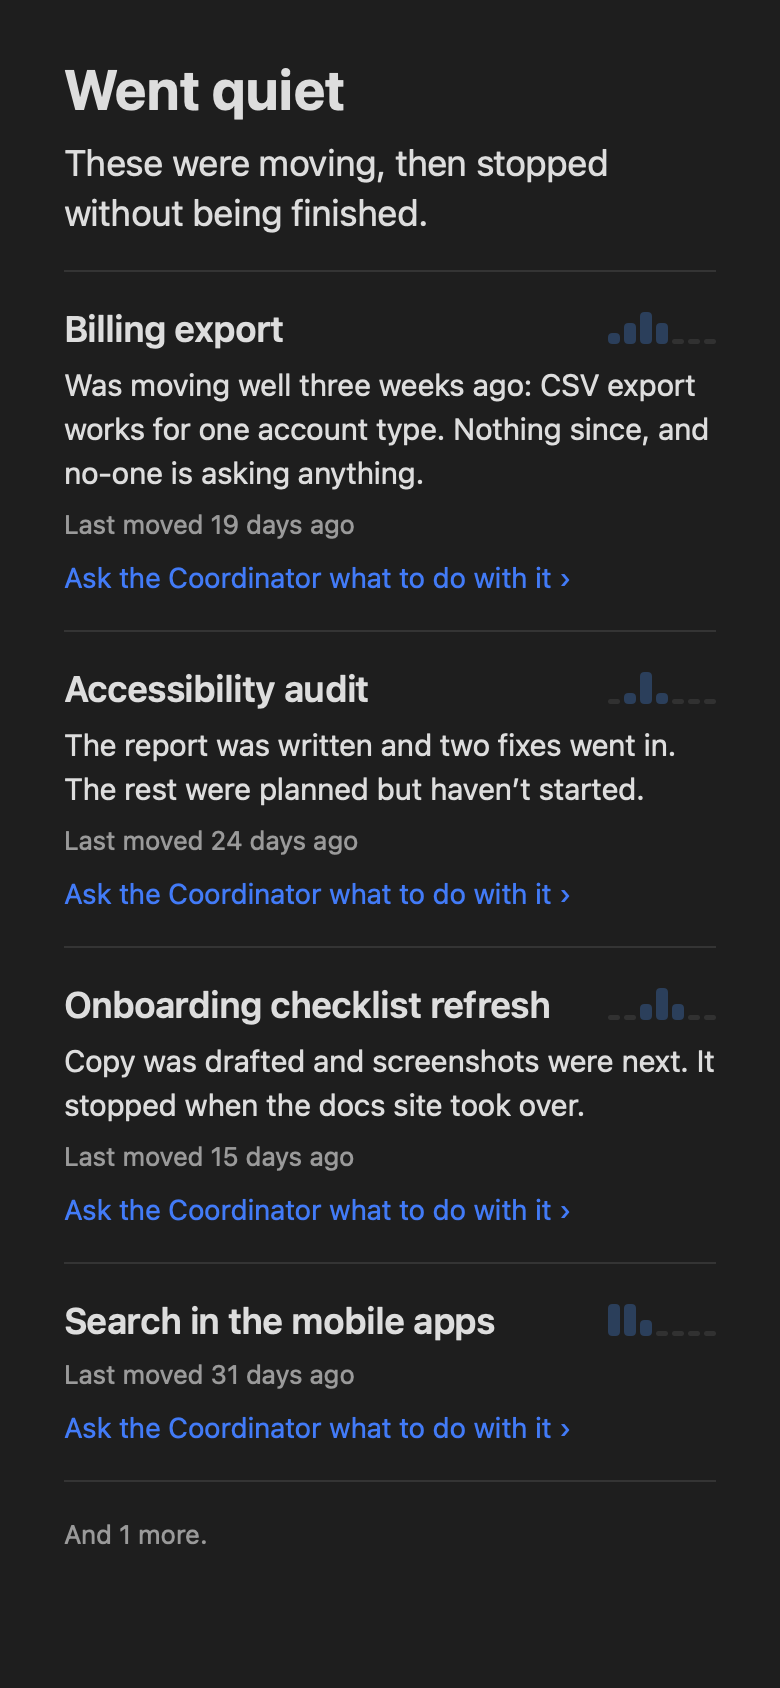 Went quiet
These were moving, then stopped
without being finished.
Billing export
Was moving well three weeks ago: CSV export
works for one account type. Nothing since, and
no-one is asking anything.
Last moved 19 days ago
Ask the Coordinator what to do with it ›
Accessibility audit
The report was written and two fixes went in.
The rest were planned but haven’t started.
Last moved 24 days ago
Ask the Coordinator what to do with it ›
Onboarding checklist refresh
Copy was drafted and screenshots were next. It
stopped when the docs site took over.
Last moved 15 days ago
Ask the Coordinator what to do with it ›
Search in the mobile apps
Last moved 31 days ago
Ask the Coordinator what to do with it ›
And 1 more.